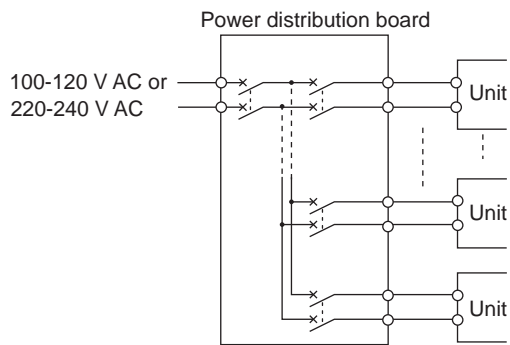 Power distribution board
100-120 V AC or
220-240 V AC
Unit
Unit
Unit